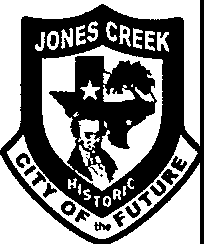 JONES CREEK
HISTORIC
CITY OF the FUTURE